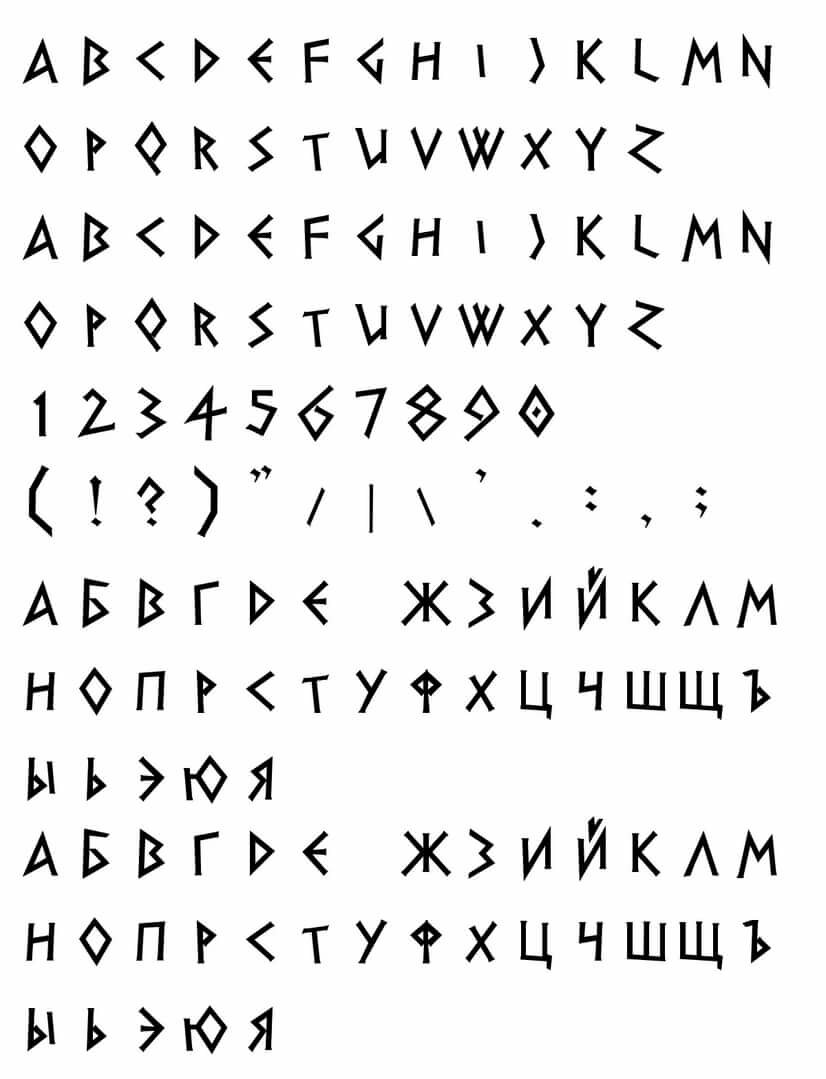 A B C D E F G H I J K L M N
O P Q R S T U V W X Y Z
A B C D E F G H I J K L M N
O P Q R S T U V W X Y Z
1 2 3 4 5 6 7 8 9 0
( ! ? ) " / | \ ' . : , ;
А Б В Г Д Е Ж З И Й К Л М
Н О П Р С Т У Ф Х Ц Ч Ш Щ Ъ
Ы Ь Э Ю Я
А Б В Г Д Е Ж З И Й К Л М
Н О П Р С Т У Ф Х Ц Ч Ш Щ Ъ
Ы Ь Э Ю Я